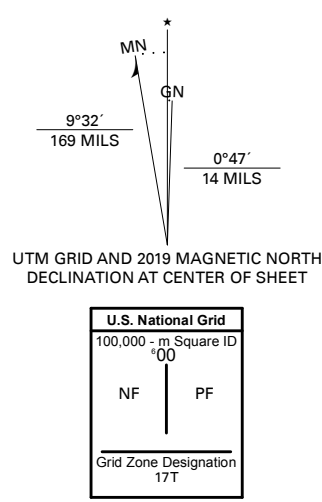 MN
GN
9°32´
169 MILS
0°47´
14 MILS
UTM GRID AND 2019 MAGNETIC NORTH
DECLINATION AT CENTER OF SHEET
U.S. National Grid
100,000 - m Square ID
⁶00
NF PF
Grid Zone Designation
17T